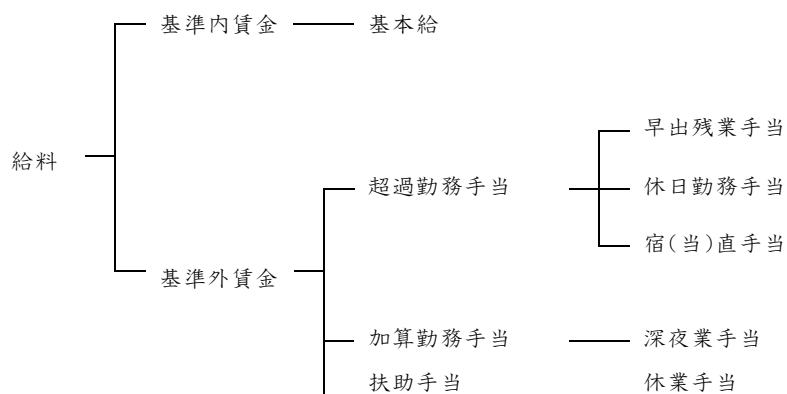 基準内賃金 基本給
早出残業手当
給料
超過勤務手当 休日勤務手当
宿(当)直手当
基準外賃金
加算勤務手当 深夜業手当
扶助手当 休業手当